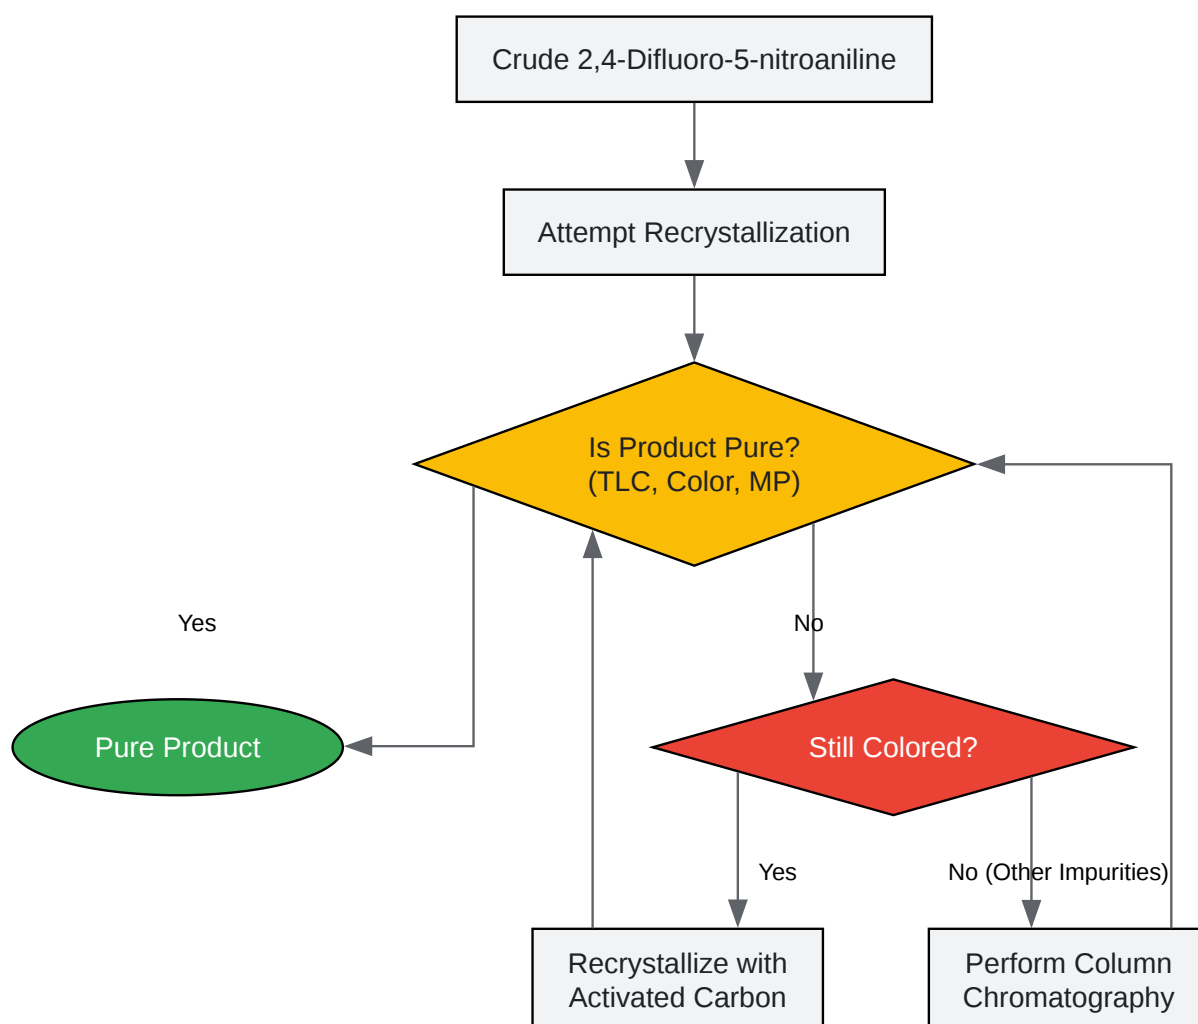 Crude 2,4-Difluoro-5-nitroaniline
Attempt Recrystallization
Is Product Pure?
(TLC, Color, MP)
Yes
No
Pure Product
Still Colored?
Yes
No (Other Impurities)
Recrystallize with
Activated Carbon
Perform Column
Chromatography